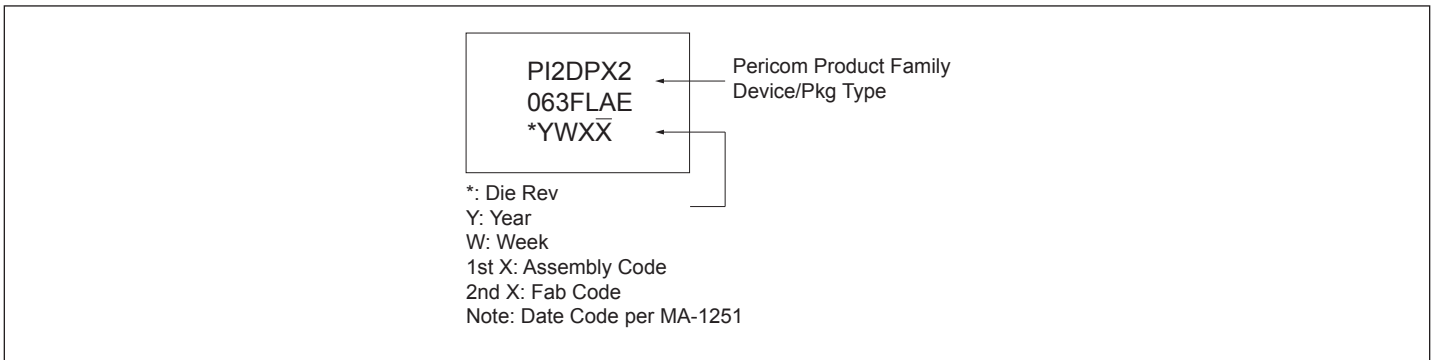 PI2DPX2
063FLAE
*YWXX̅
Pericom Product Family
Device/Pkg Type
*: Die Rev
Y: Year
W: Week
1st X: Assembly Code
2nd X: Fab Code
Note: Date Code per MA-1251